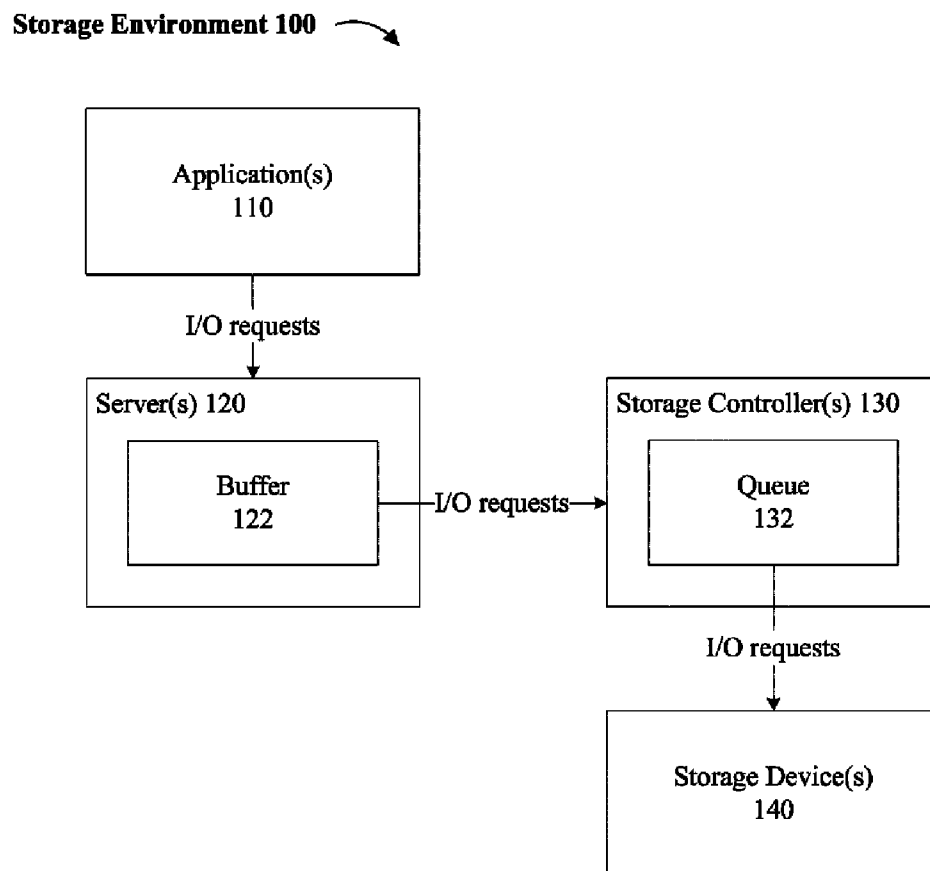 Storage Environment 100
Application(s)
110
I/O requests
Server(s) 120
Buffer
122
I/O requests
Storage Controller(s) 130
Queue
132
I/O requests
Storage Device(s)
140